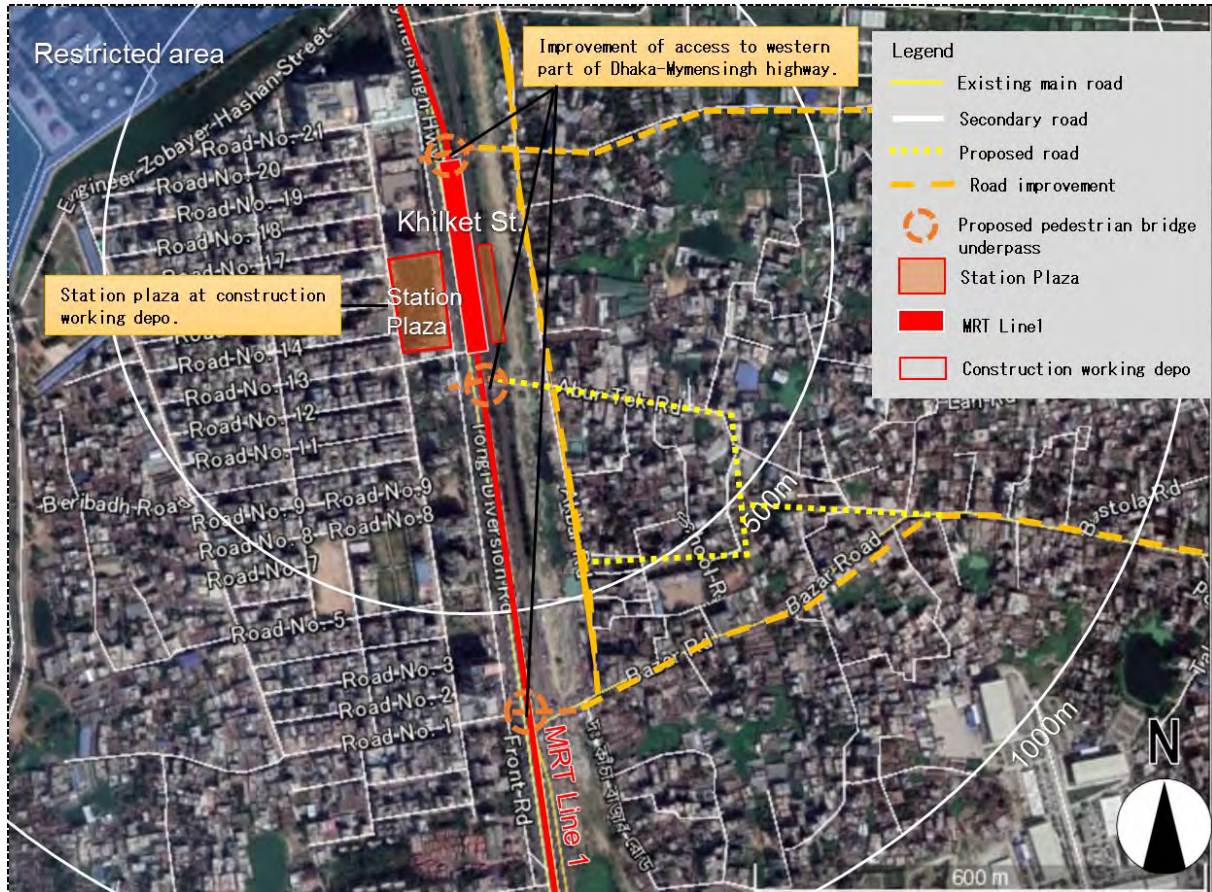 Restricted area
Engineer Zobayer Hashan Street
ymensingh Hwy
Improvement of access to western
part of Dhaka-Mymensingh highway.
Legend
Existing main road
Secondary road
Proposed road
Road improvement
Proposed pedestrian bridge
underpass
Station Plaza
MRT Line1
Construction working depo
Road No. 21
Road No. 20
Road No. 19
Road No. 18
Road No. 17
Khilket St.
Station plaza at construction
working depo.
Station
Plaza
Road No. 14
Road No. 13
Road No. 12
Road No. 11
Tongi Diversion Rd
Beribadh Road
Road No. 9
Road No. 9
Road No. 8
Road No. 8
Road No. 7
Road No. 5
Road No. 3
Road No. 2
Road No. 1
Front Rd
MRT Line 1
Akbar Rd
500m
Bazar Rd
Bazar Road
1000m
N
600 m